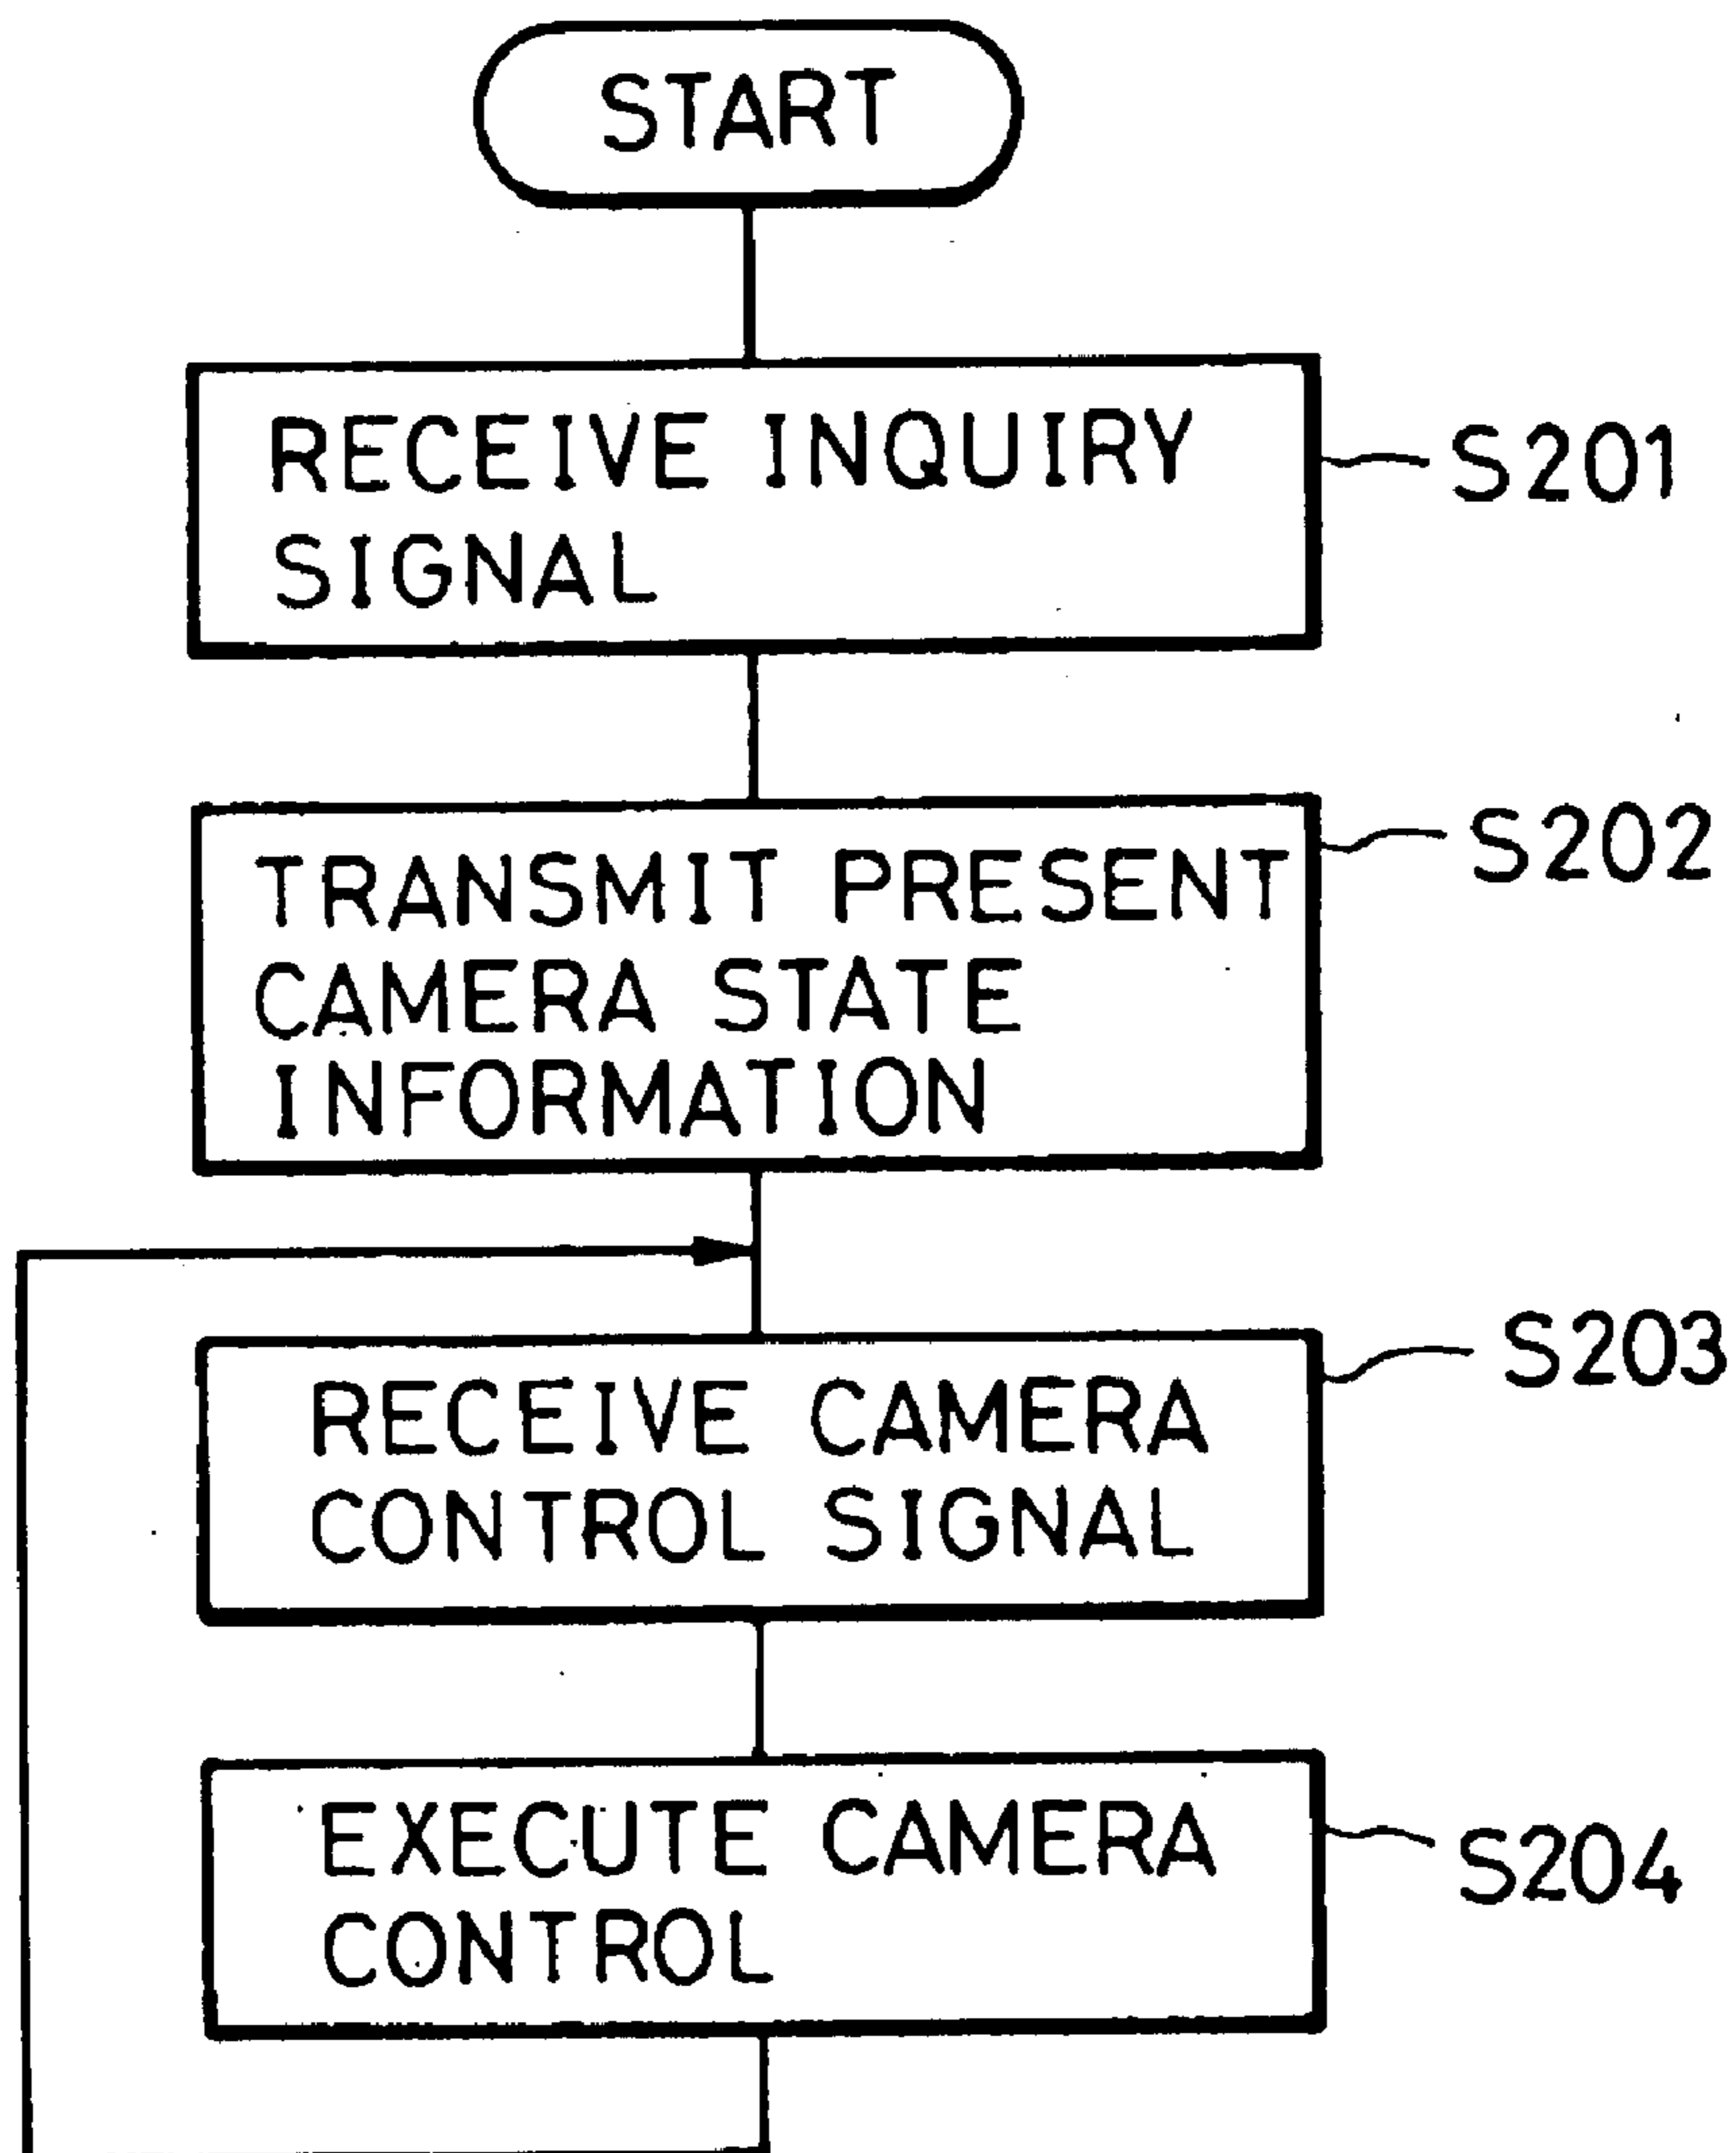 START
RECEIVE INQUIRY
SIGNAL
S201
TRANSMIT PRESENT
CAMERA STATE
INFORMATION
S202
RECEIVE CAMERA
CONTROL SIGNAL
S203
EXECUTE CAMERA
CONTROL
S204